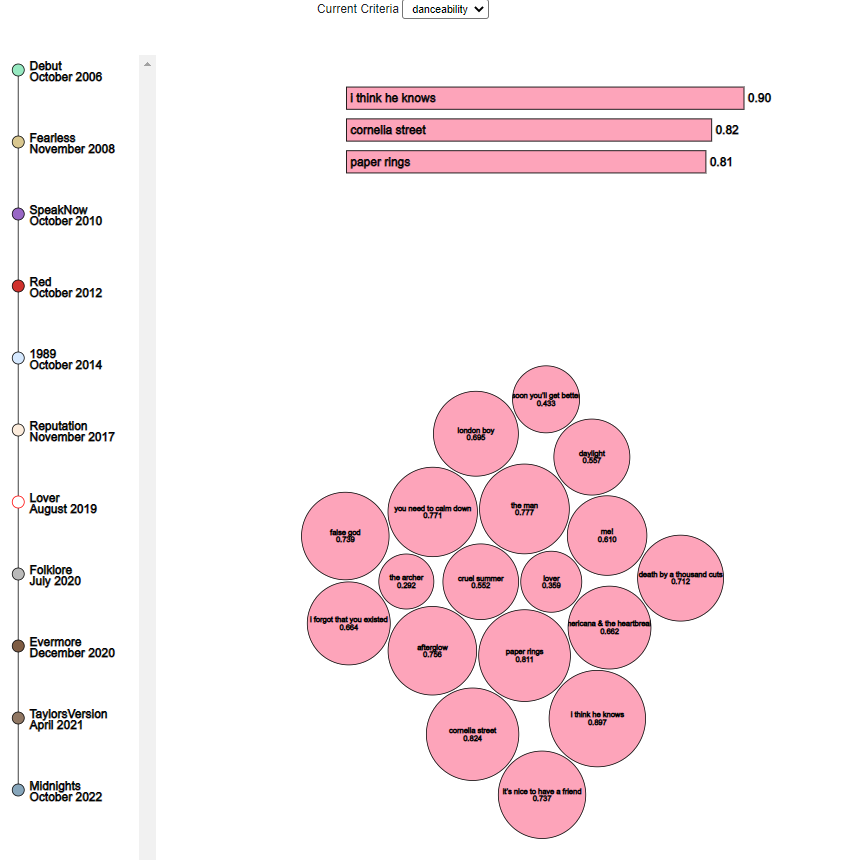 Current Criteria danceability
Debut
October 2006
Fearless
November 2008
SpeakNow
October 2010
Red
October 2012
1989
October 2014
Reputation
November 2017
Lover
August 2019
Folklore
July 2020
Evermore
December 2020
TaylorsVersion
April 2021
Midnights
October 2022
i think he knows 0.90
cornelia street 0.82
paper rings 0.81
soon you'll get better
0.433
london boy
0.695
daylight
0.557
you need to calm down
0.771
the man
0.777
false god
0.739
me!
0.610
the archer
0.292
cruel summer
0.552
lover
0.359
death by a thousand cuts
0.712
i forgot that you existed
0.664
afterglow
0.756
paper rings
0.811
mericana & the heartbreak
0.662
cornelia street
0.824
i think he knows
0.897
it's nice to have a friend
0.737